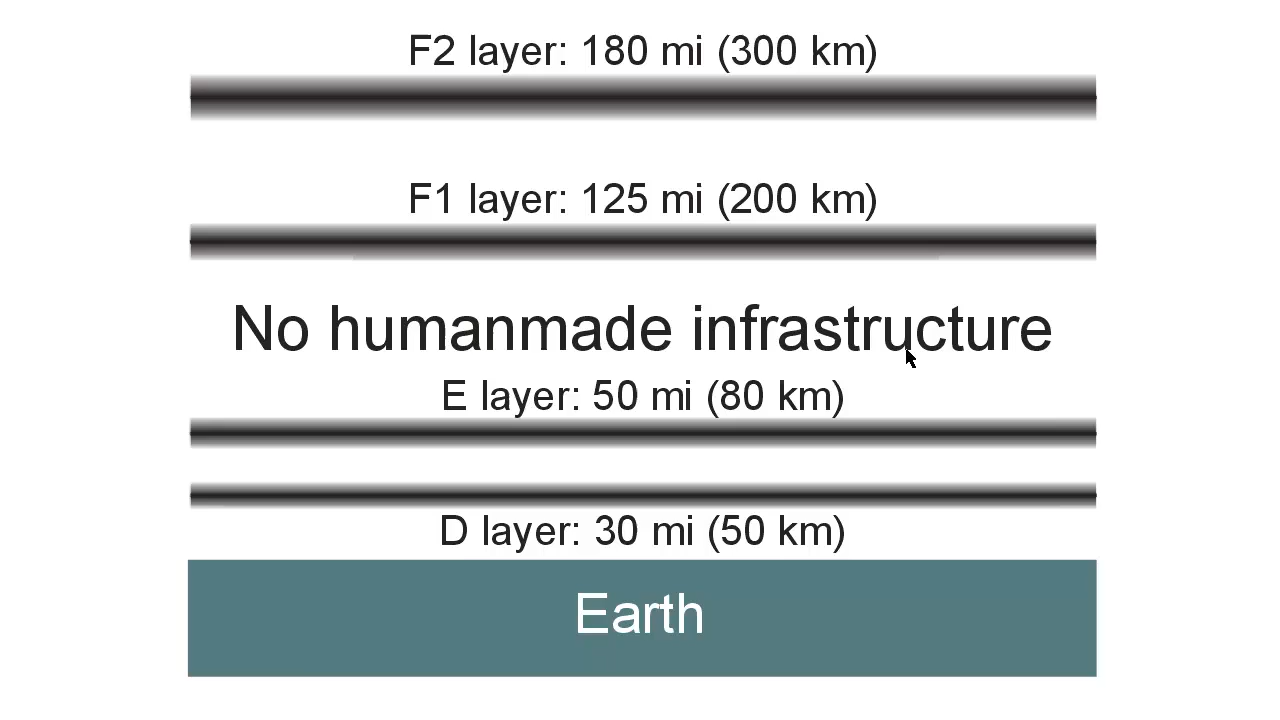 F2 layer: 180 mi (300 km)
F1 layer: 125 mi (200 km)
No humanmade infrastructure
E layer: 50 mi (80 km)
D layer: 30 mi (50 km)
Earth